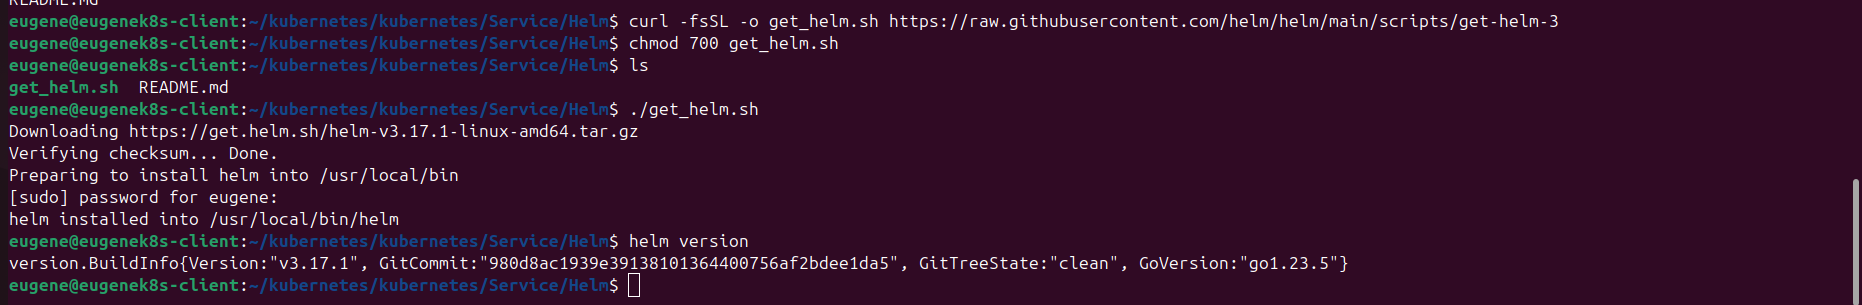 README.md
eugene@eugenek8s-client:~/kubernetes/kubernetes/Service/Helm$ curl -fsSL -o get_helm.sh https://raw.githubusercontent.com/helm/helm/main/scripts/get-helm-3
eugene@eugenek8s-client:~/kubernetes/kubernetes/Service/Helm$ chmod 700 get_helm.sh
eugene@eugenek8s-client:~/kubernetes/kubernetes/Service/Helm$ ls
get_helm.sh  README.md
eugene@eugenek8s-client:~/kubernetes/kubernetes/Service/Helm$ ./get_helm.sh
Downloading https://get.helm.sh/helm-v3.17.1-linux-amd64.tar.gz
Verifying checksum... Done.
Preparing to install helm into /usr/local/bin
[sudo] password for eugene:
helm installed into /usr/local/bin/helm
eugene@eugenek8s-client:~/kubernetes/kubernetes/Service/Helm$ helm version
version.BuildInfo{Version:"v3.17.1", GitCommit:"980d8ac1939e39138101364400756af2bdee1da5", GitTreeState:"clean", GoVersion:"go1.23.5"}
eugene@eugenek8s-client:~/kubernetes/kubernetes/Service/Helm$